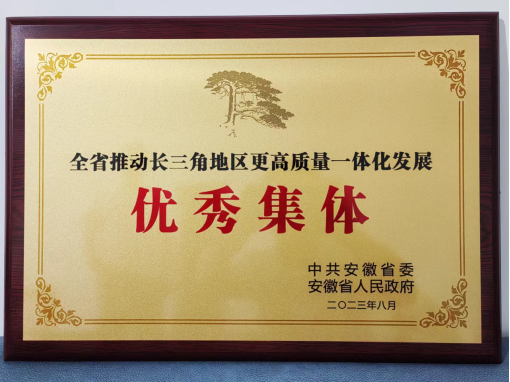 全省推动长三角地区更高质量一体化发展
优秀集体
中共安徽省委
安徽省人民政府
二〇二三年八月